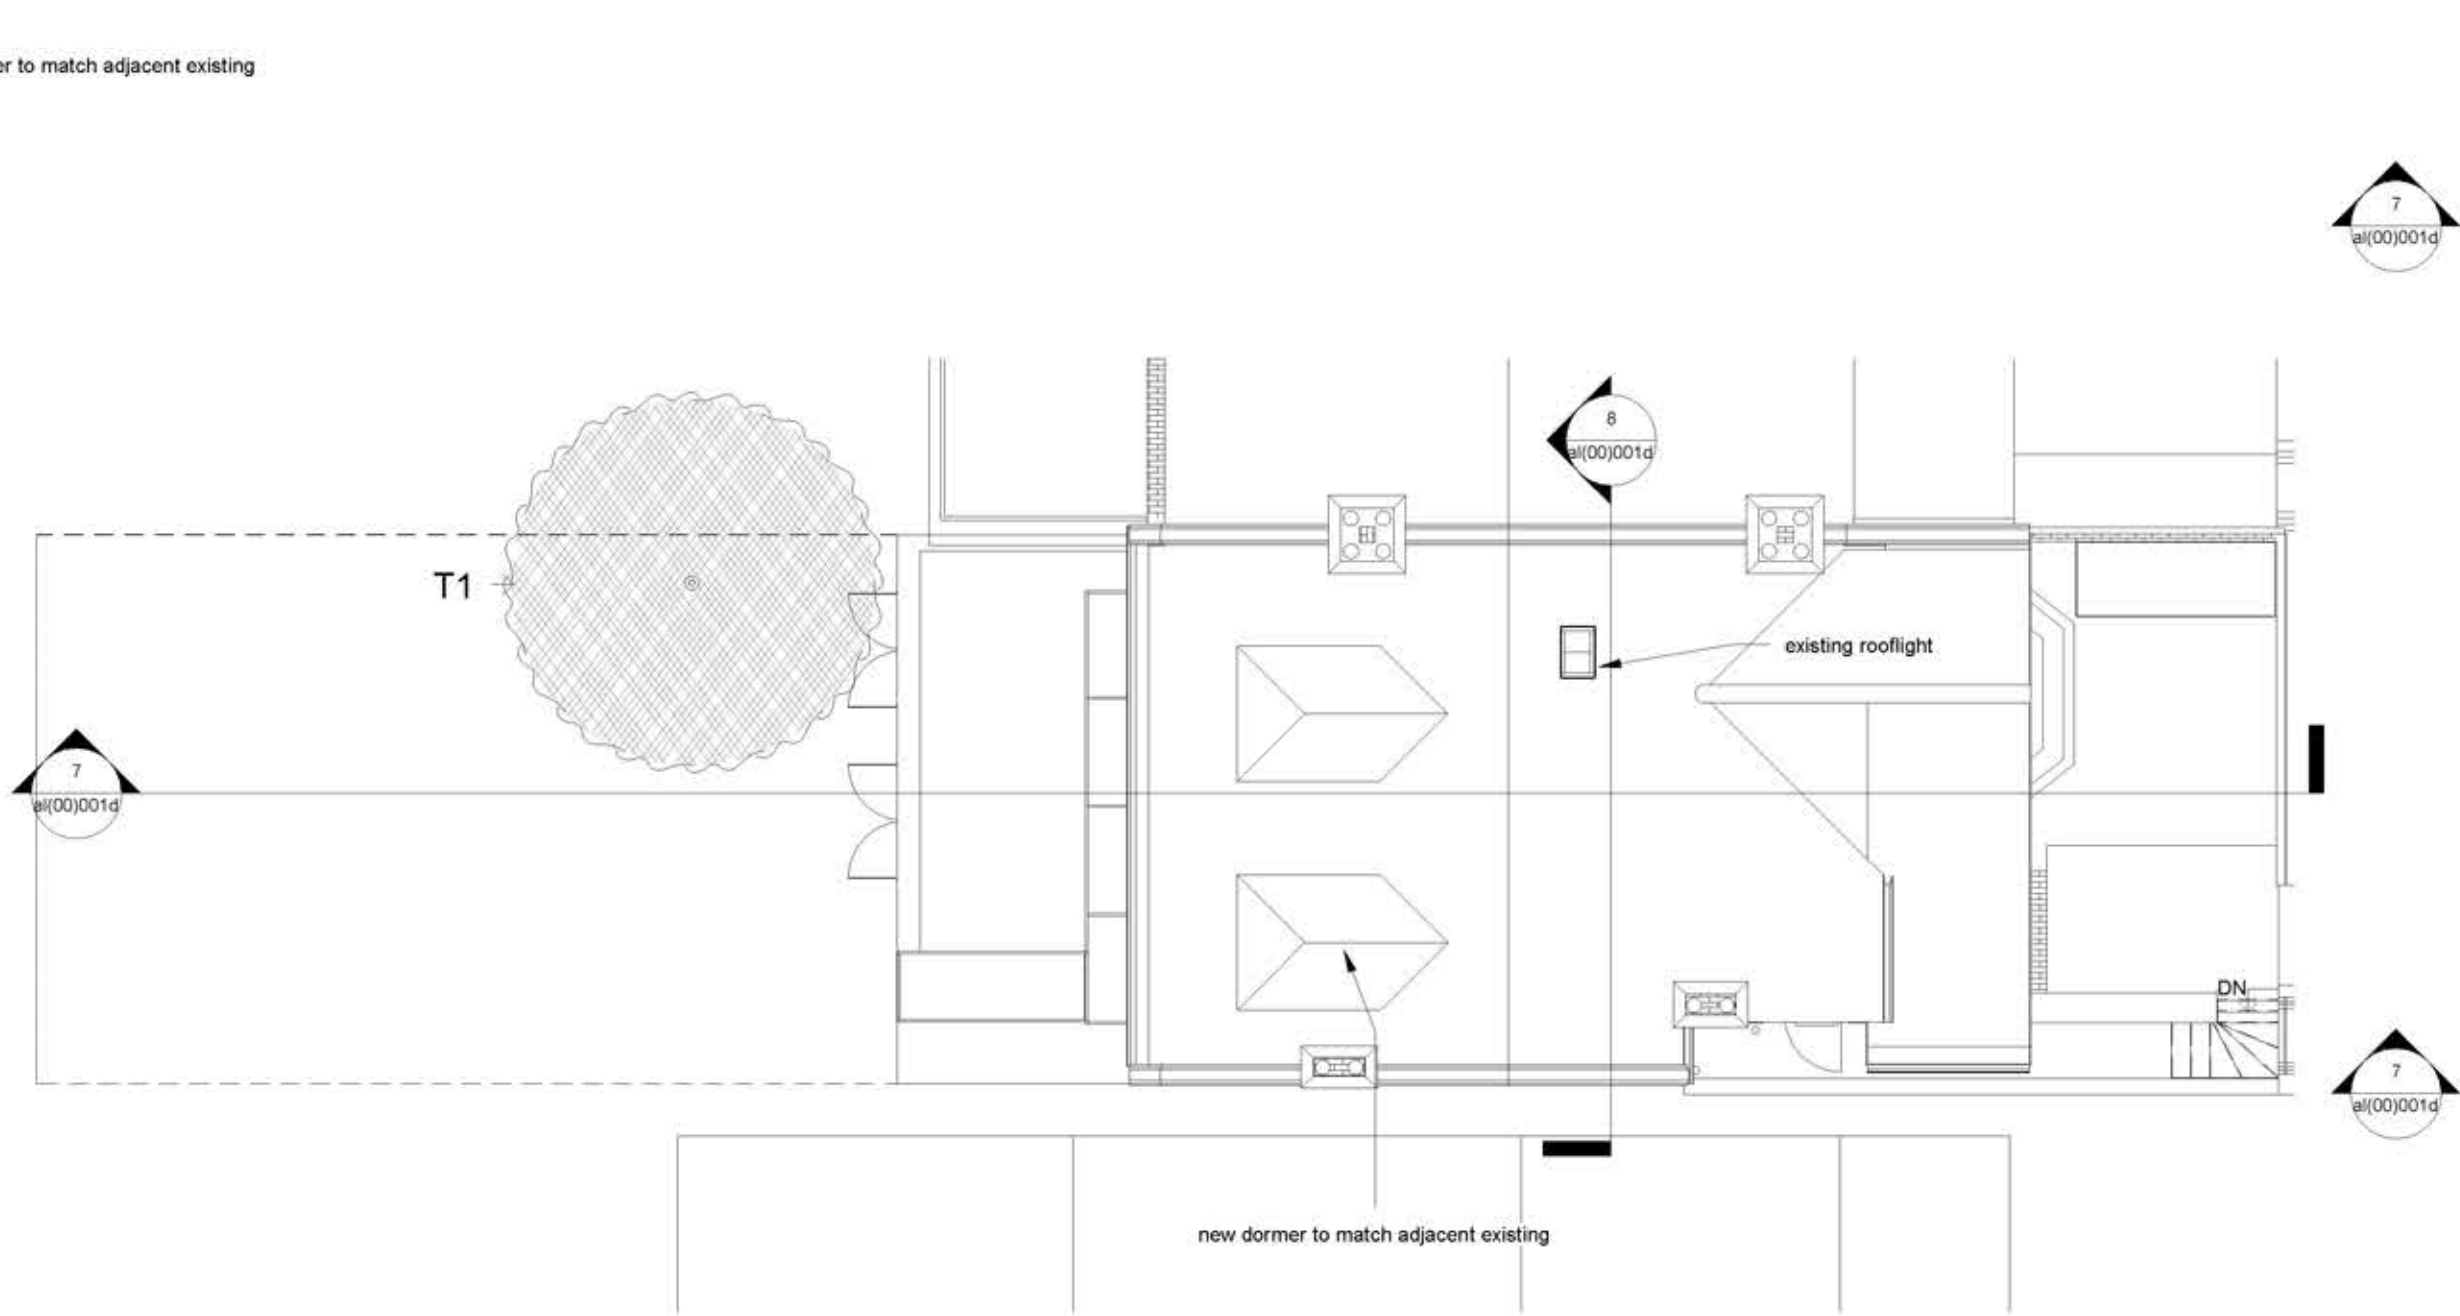 er to match adjacent existing
7
al(00)001d
8
al(00)001d
T1
existing rooflight
7
al(00)001d
DN
7
al(00)001d
new dormer to match adjacent existing